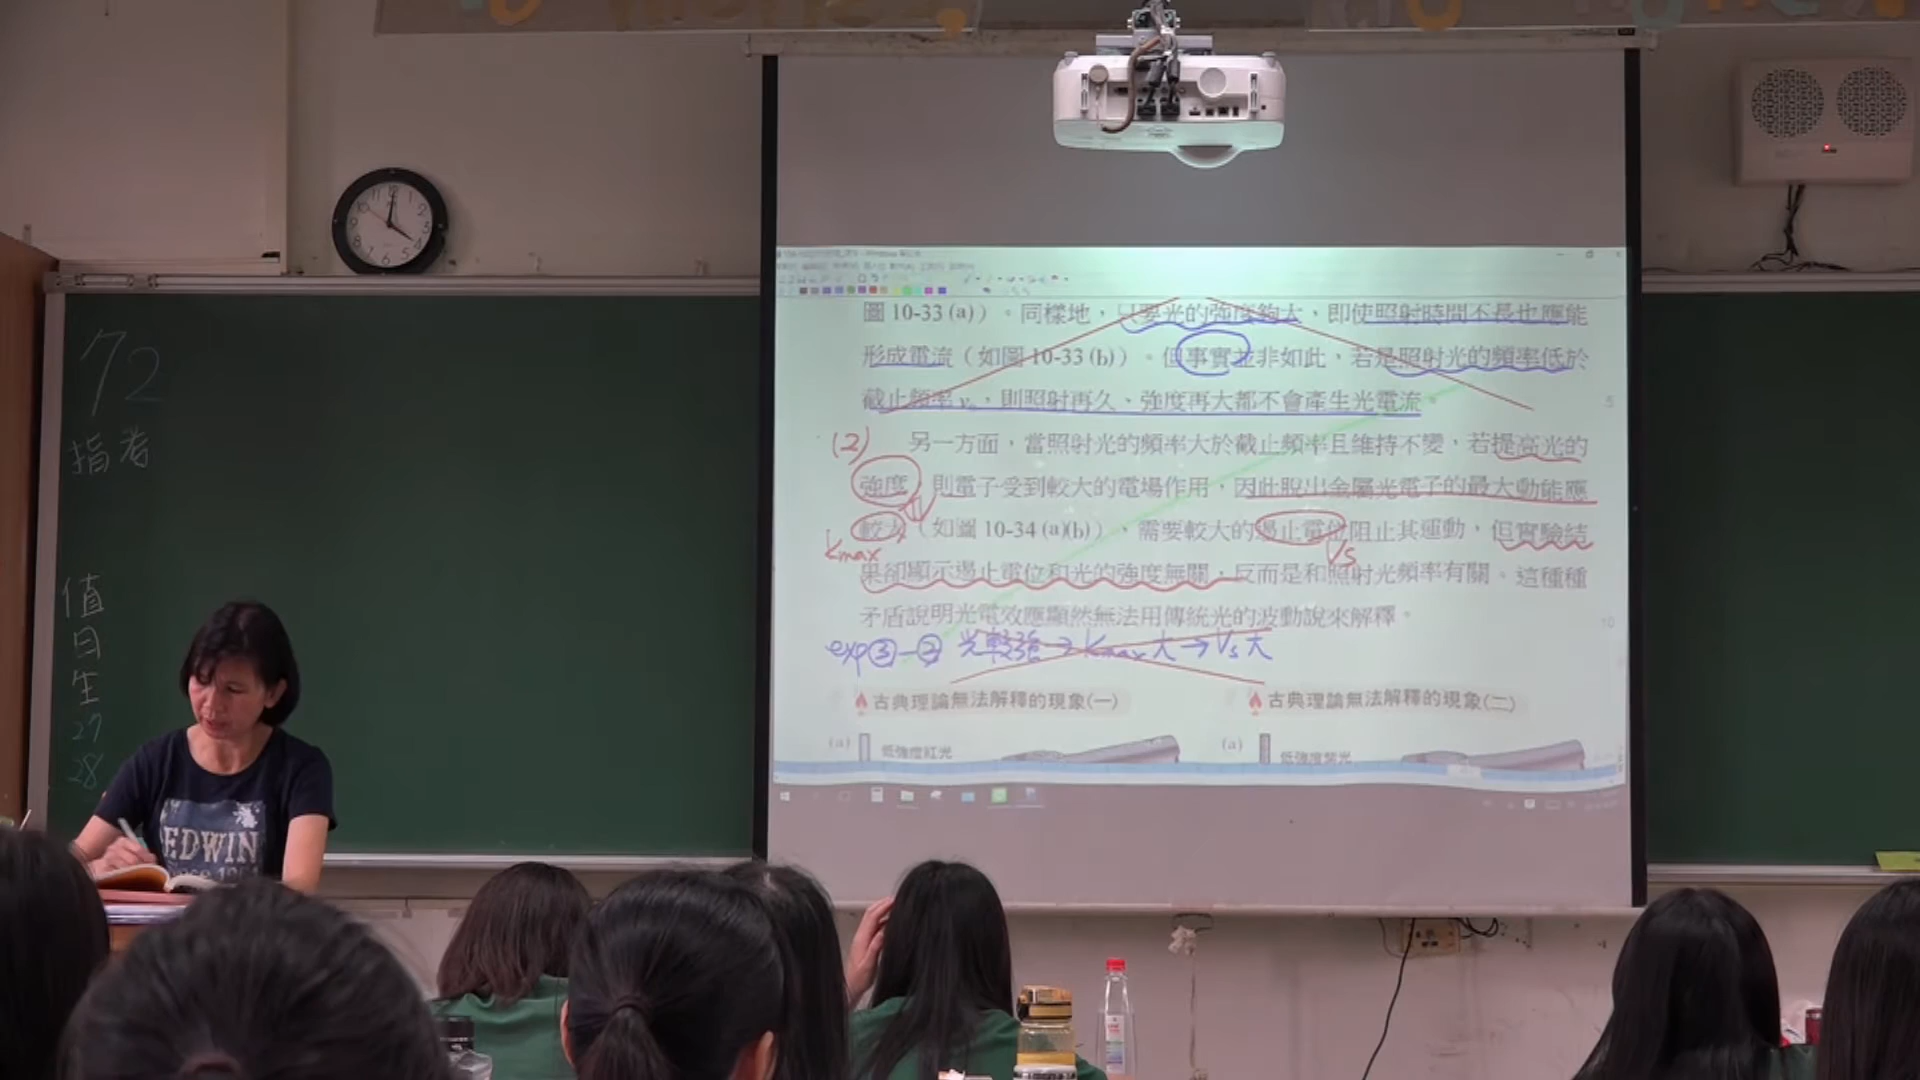 72
指考
值
日
生
27
28
EDWIN
圖 10-33 (a))。同樣地,只要光的強度夠大,即使照射時間不長也應能
形成電流(如圖 10-33 (b))。但事實並非如此,若是照射光的頻率低於
截止頻率 ν₀,則照射再久、強度再大都不會產生光電流。
5
(2) 另一方面,當照射光的頻率大於截止頻率且維持不變,若提高光的
強度,則電子受到較大的電場作用,因此脫出金屬光電子的最大動能應
較大(如圖 10-34 (a)(b)),需要較大的遏止電位阻止其運動,但實驗結
Kmax
Vs
果卻顯示遏止電位和光的強度無關,反而是和照射光頻率有關。這種種
矛盾說明光電效應顯然無法用傳統光的波動說來解釋。
10
exp③-② 光較強→Kmax大→Vs大
古典理論無法解釋的現象(一)
古典理論無法解釋的現象(二)
(a) 低強度紅光
(a) 低強度紫光